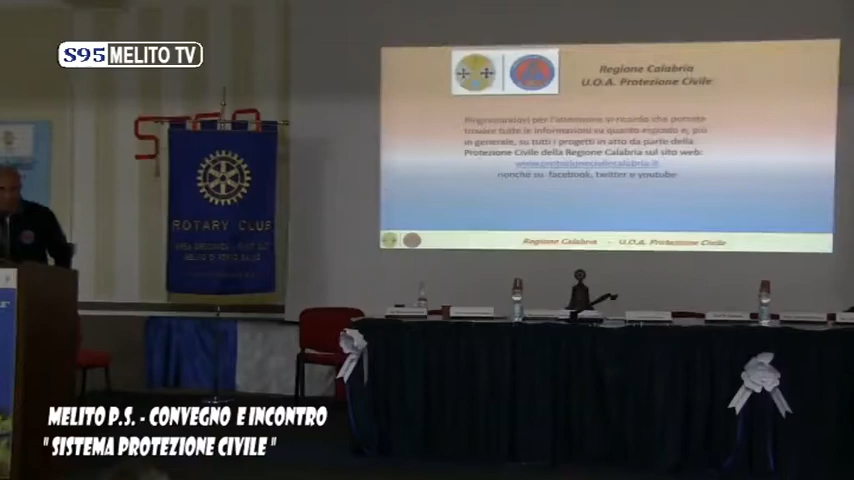 S95 MELITO TV
Regione Calabria
U.O.A. Protezione Civile
Ringraziandovi per l'attenzione vi ricordo che potrete
trovare tutte le informazioni su quanto esposto e, più
in generale, su tutti i progetti in atto da parte della
Protezione Civile della Regione Calabria sul sito web:
www.protezionecivilecalabria.it
nonchè su facebook, twitter e youtube
Regione Calabria - U.O.A. Protezione Civile
ROTARY CLUB
MELITO P.S. - CONVEGNO E INCONTRO
" SISTEMA PROTEZIONE CIVILE "